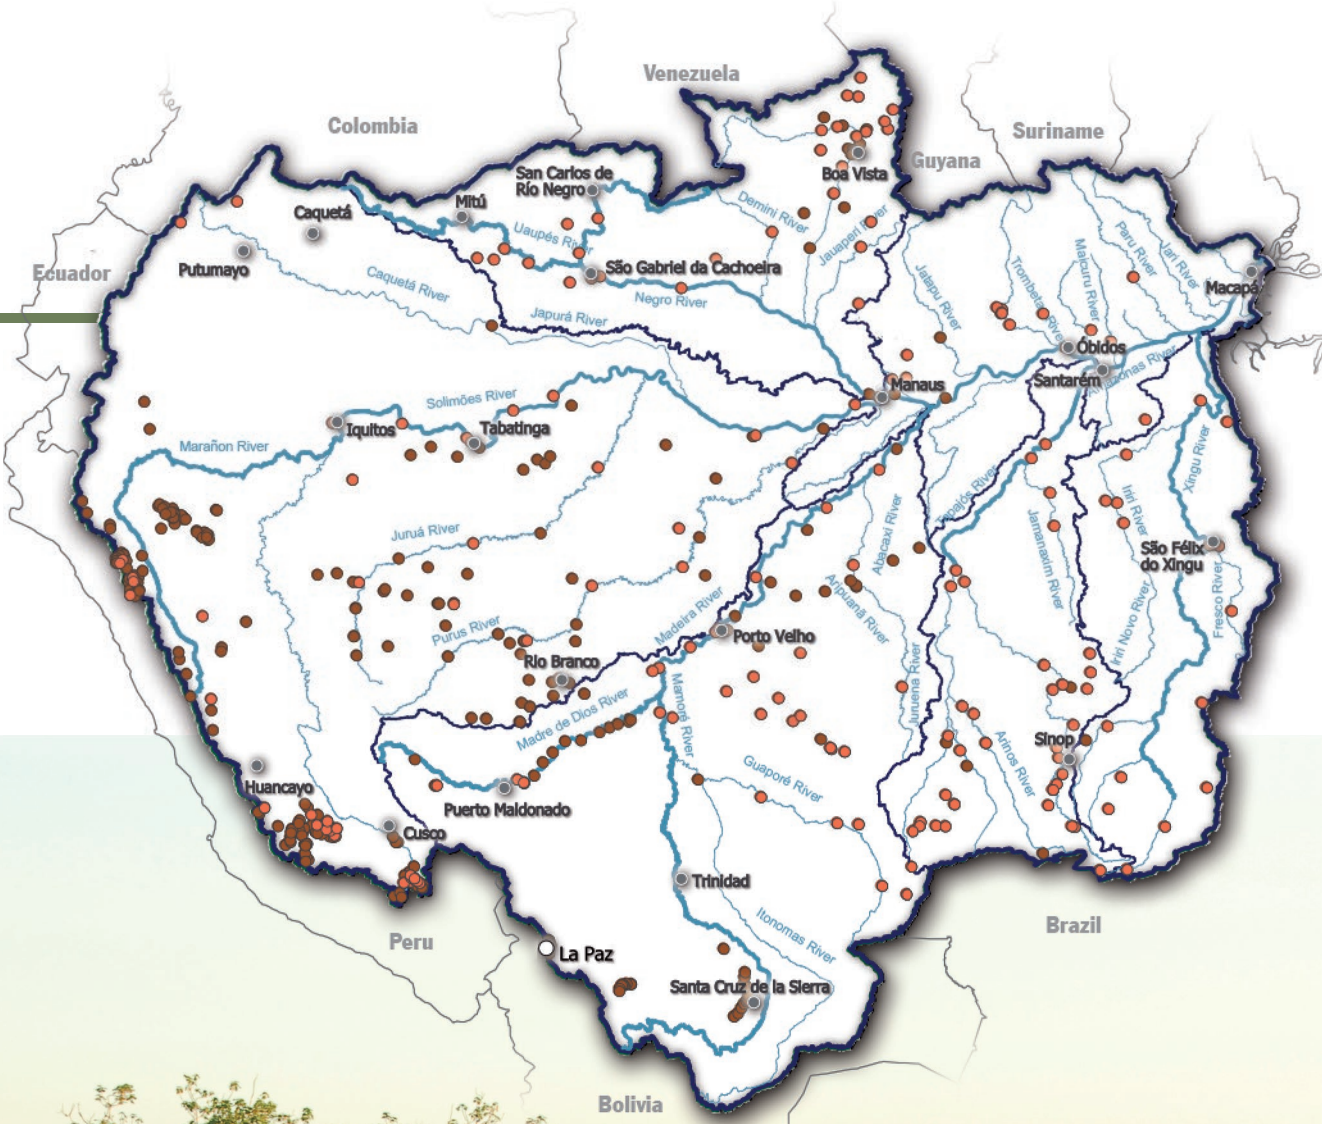 Venezuela
Colombia
Suriname
Guyana
San Carlos de
Río Negro
Boa Vista
Mitú
Caquetá
Demini River
Jauaperi River
Uaupés River
Paru River
Jari River
Maicuru River
Putumayo
Ecuador
São Gabriel da Cachoeira
Caquetá River
Negro River
Jatapu River
Macapá
Japurá River
Óbidos
Amazonas River
Santarém
Manaus
Solimões River
Iquitos
Tabatinga
Marañon River
Xingu River
Iriri River
Juruá River
Abacaxi River
Jamanaxim River
São Félix
do Xingu
Aripuanã River
Fresco River
Madeira River
Purus River
Porto Velho
Iriri Novo River
Rio Branco
Juruena River
Mamoré River
Madre de Dios River
Arinos River
Sinop
Guaporé River
Huancayo
Puerto Maldonado
Cusco
Trinidad
Itonomas River
Brazil
Peru
La Paz
Santa Cruz de la Sierra
Bolivia